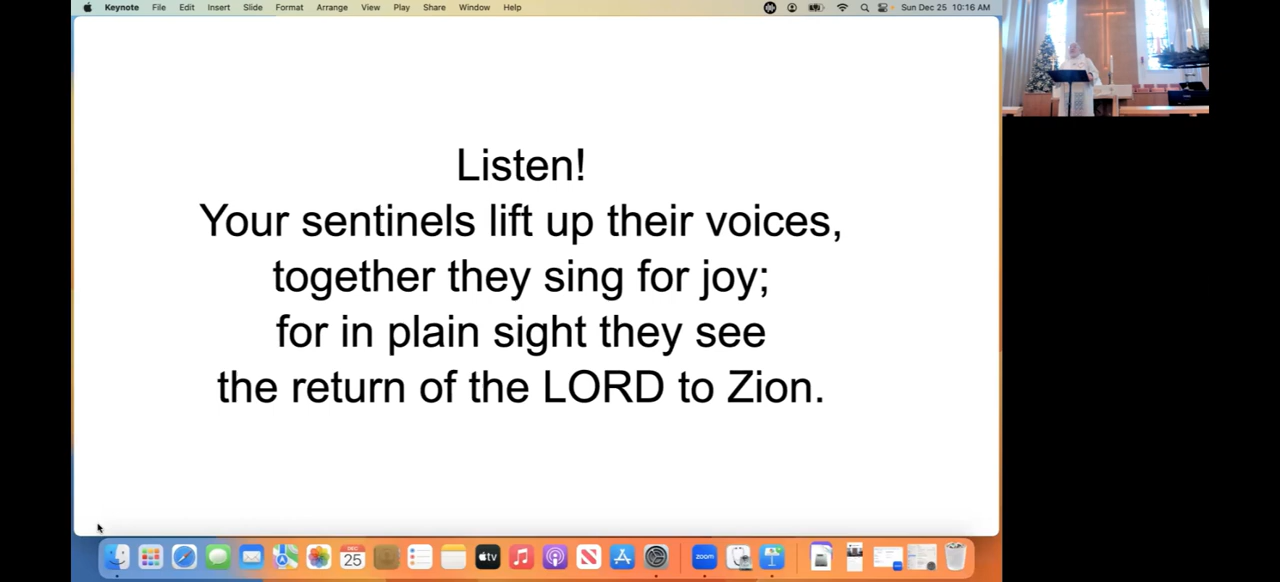 Keynote File Edit Insert Slide Format Arrange View Play Share Window Help Sun Dec 25 10:16 AM
Listen!
Your sentinels lift up their voices,
together they sing for joy;
for in plain sight they see
the return of the LORD to Zion.
DEC
25
tv
zoom